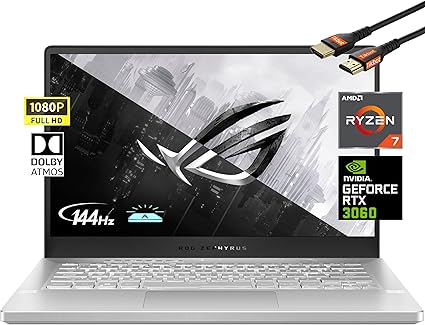 1080P
FULL HD
DOLBY
ATMOS
144Hz
AMD
RYZEN
7
NVIDIA
GEFORCE
RTX
3060
ROG ZEPHYRUS